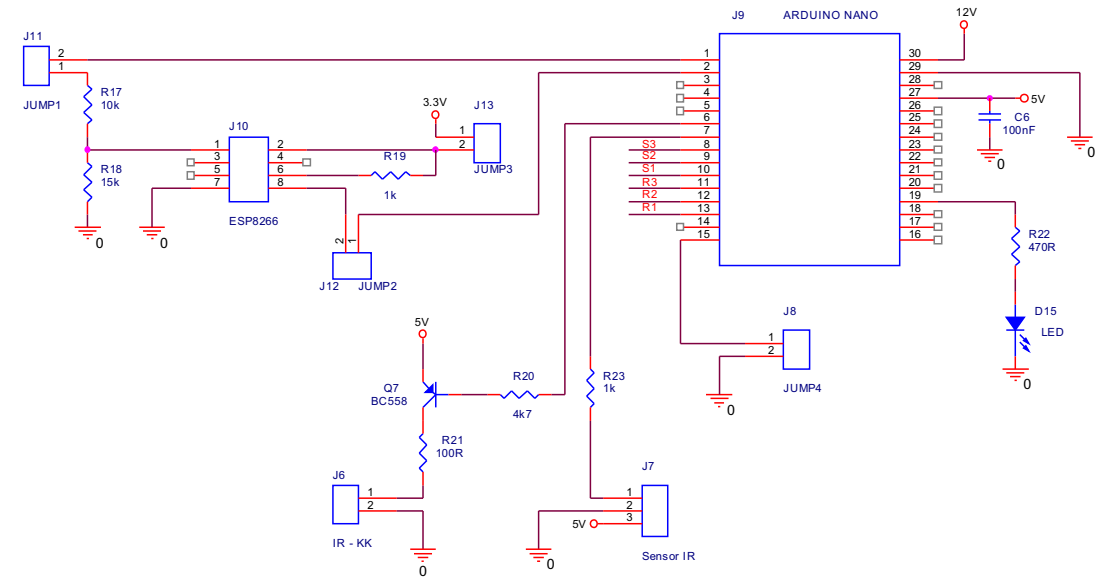 J9 ARDUINO NANO
12V
J11
2
1
JUMP1
R17
10k
R18
15k
0
J10
1
3
5
7
2
4
6
8
ESP8266
0
3.3V
J13
1
2
JUMP3
R19
1k
2
1
J12 JUMP2
1
2
3
4
5
6
7
8
9
10
11
12
13
14
15
S3
S2
S1
R3
R2
R1
30
29
28
27
26
25
24
23
22
21
20
19
18
17
16
5V
C6
100nF
0
0
R22
470R
D15
LED
0
J8
1
2
JUMP4
0
5V
Q7
BC558
R20
4k7
R23
1k
R21
100R
J6
1
2
IR - KK
0
J7
1
2
3
5V
Sensor IR
0